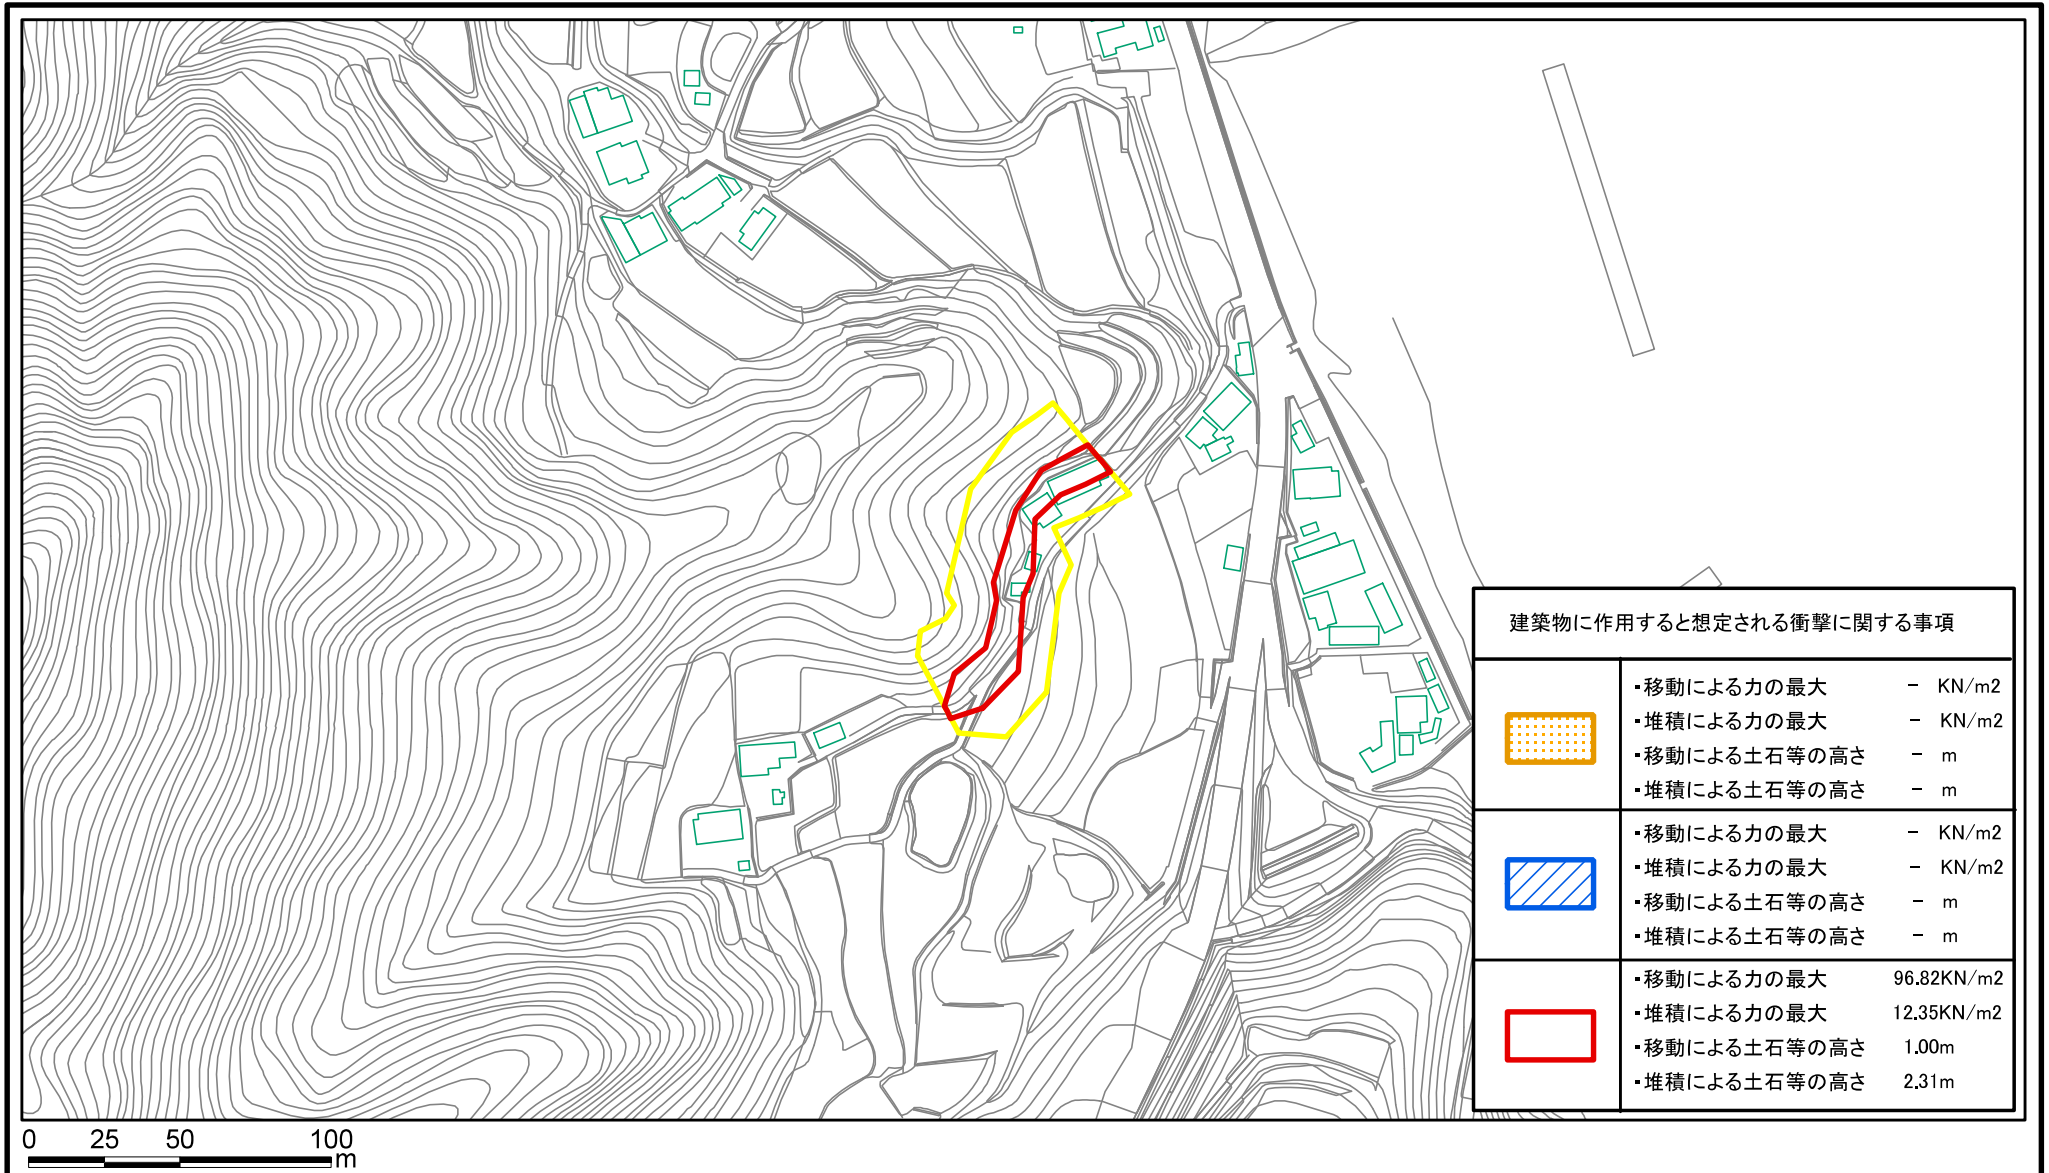 建築物に作用すると想定される衝撃に関する事項
・移動による力の最大 - KN/m2
・堆積による力の最大 - KN/m2
・移動による土石等の高さ - m
・堆積による土石等の高さ - m
・移動による力の最大 - KN/m2
・堆積による力の最大 - KN/m2
・移動による土石等の高さ - m
・堆積による土石等の高さ - m
・移動による力の最大 96.82KN/m2
・堆積による力の最大 12.35KN/m2
・移動による土石等の高さ 1.00m
・堆積による土石等の高さ 2.31m
0 25 50 100
m